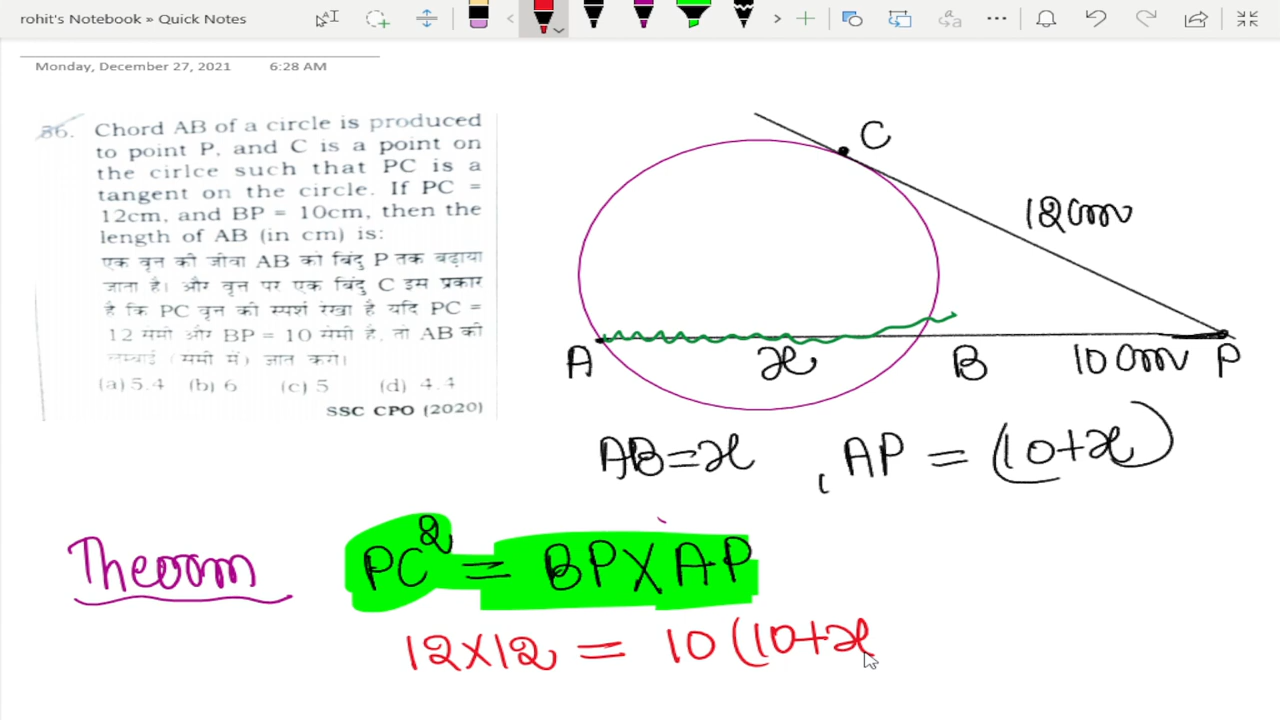 rohit's Notebook » Quick Notes
Monday, December 27, 2021 6:28 AM
36. Chord AB of a circle is produced
to point P, and C is a point on
the cirlce such that PC is a
tangent on the circle. If PC =
12cm, and BP = 10cm, then the
length of AB (in cm) is:
एक वृत्त की जीवा AB को बिंदु P तक बढ़ाया
जाता है। और वृत्त पर एक बिंदु C इस प्रकार
है कि PC वृत्त की स्पर्श रेखा है यदि PC =
12 सेमी और BP = 10 सेमी है, तो AB की
लम्बाई (सेमी में) ज्ञात करो।
(a) 5.4 (b) 6 (c) 5 (d) 4.4
SSC CPO (2020)
C
12cm
A x B 10cm P
AB=x , AP = (10+x)
Theorom PC² = BP×AP
12×12 = 10(10+x